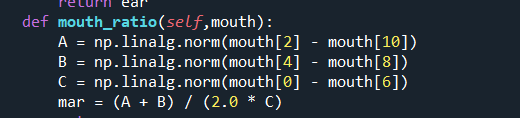 return ear
def mouth_ratio(self,mouth):
A = np.linalg.norm(mouth[2] - mouth[10])
B = np.linalg.norm(mouth[4] - mouth[8])
C = np.linalg.norm(mouth[0] - mouth[6])
mar = (A + B) / (2.0 * C)